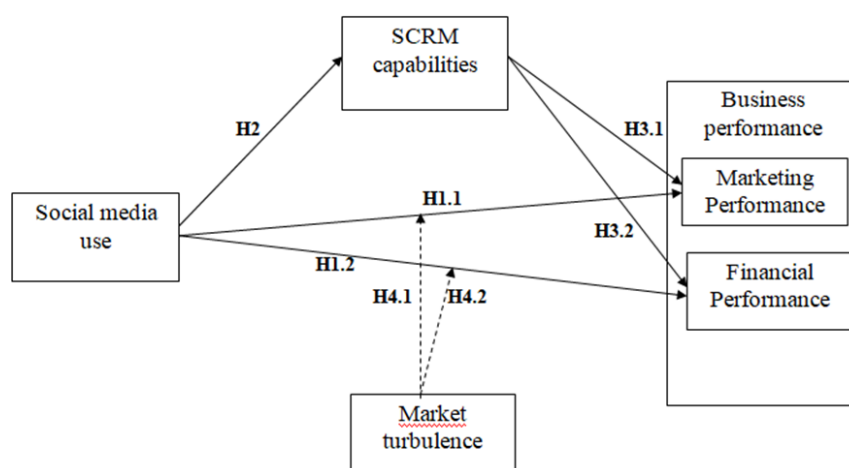 SCRM
capabilities
Business
performance
H2
H3.1
Marketing
Performance
Social media
use
H1.1
H3.2
H1.2
Financial
Performance
H4.1
H4.2
Market
turbulence